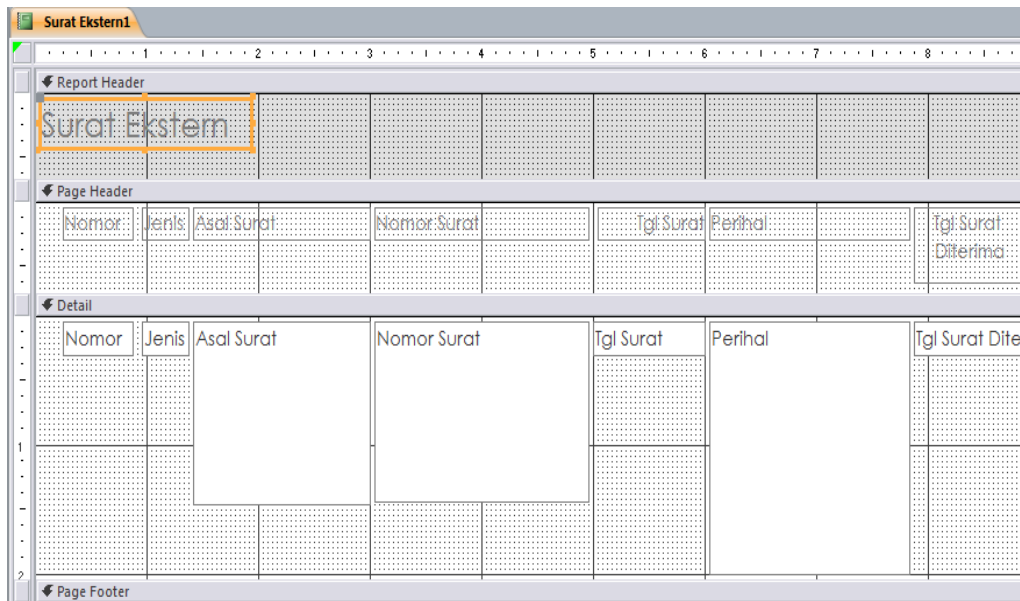 Surat Ekstern1
1 2 3 4 5 6 7 8
Report Header
Surat Ekstern
Page Header
Nomor Jenis Asal Surat Nomor Surat Tgl Surat Perihal Tgl Surat
Diterima
Detail
Nomor Jenis Asal Surat Nomor Surat Tgl Surat Perihal Tgl Surat Dite
1
2
Page Footer